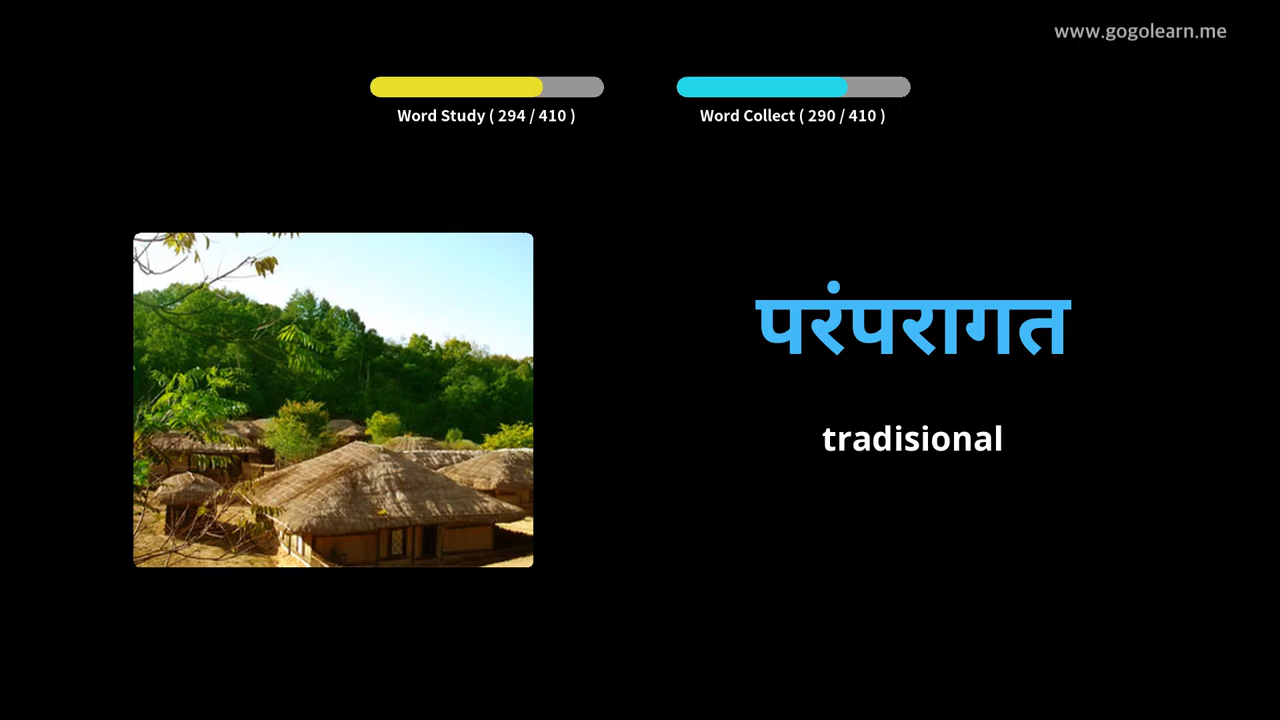 www.gogolearn.me
Word Study ( 294 / 410 )
Word Collect ( 290 / 410 )
परंपरागत
tradisional